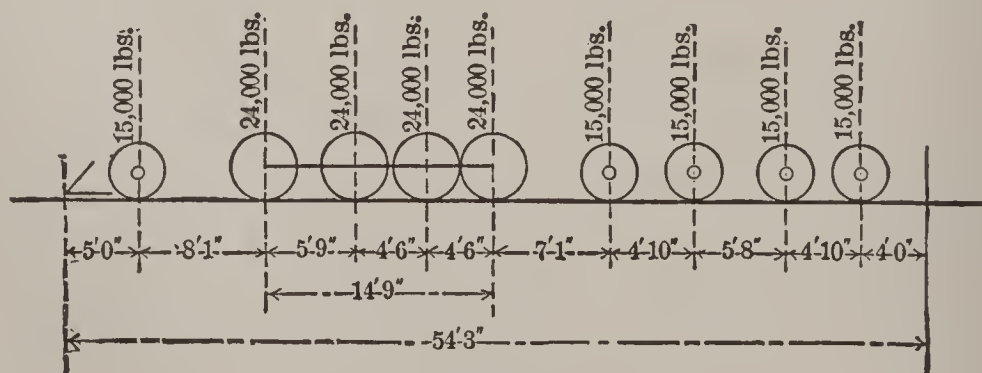 15,000 lbs.
24,000 lbs.
24,000 lbs.
24,000 lbs.
24,000 lbs.
15,000 lbs.
15,000 lbs.
15,000 lbs.
15,000 lbs.
5'0" 8'1" 5'9" 4'6" 4'6" 7'1" 4'10" 5'8" 4'10" 4'0"
14'9"
54'3"